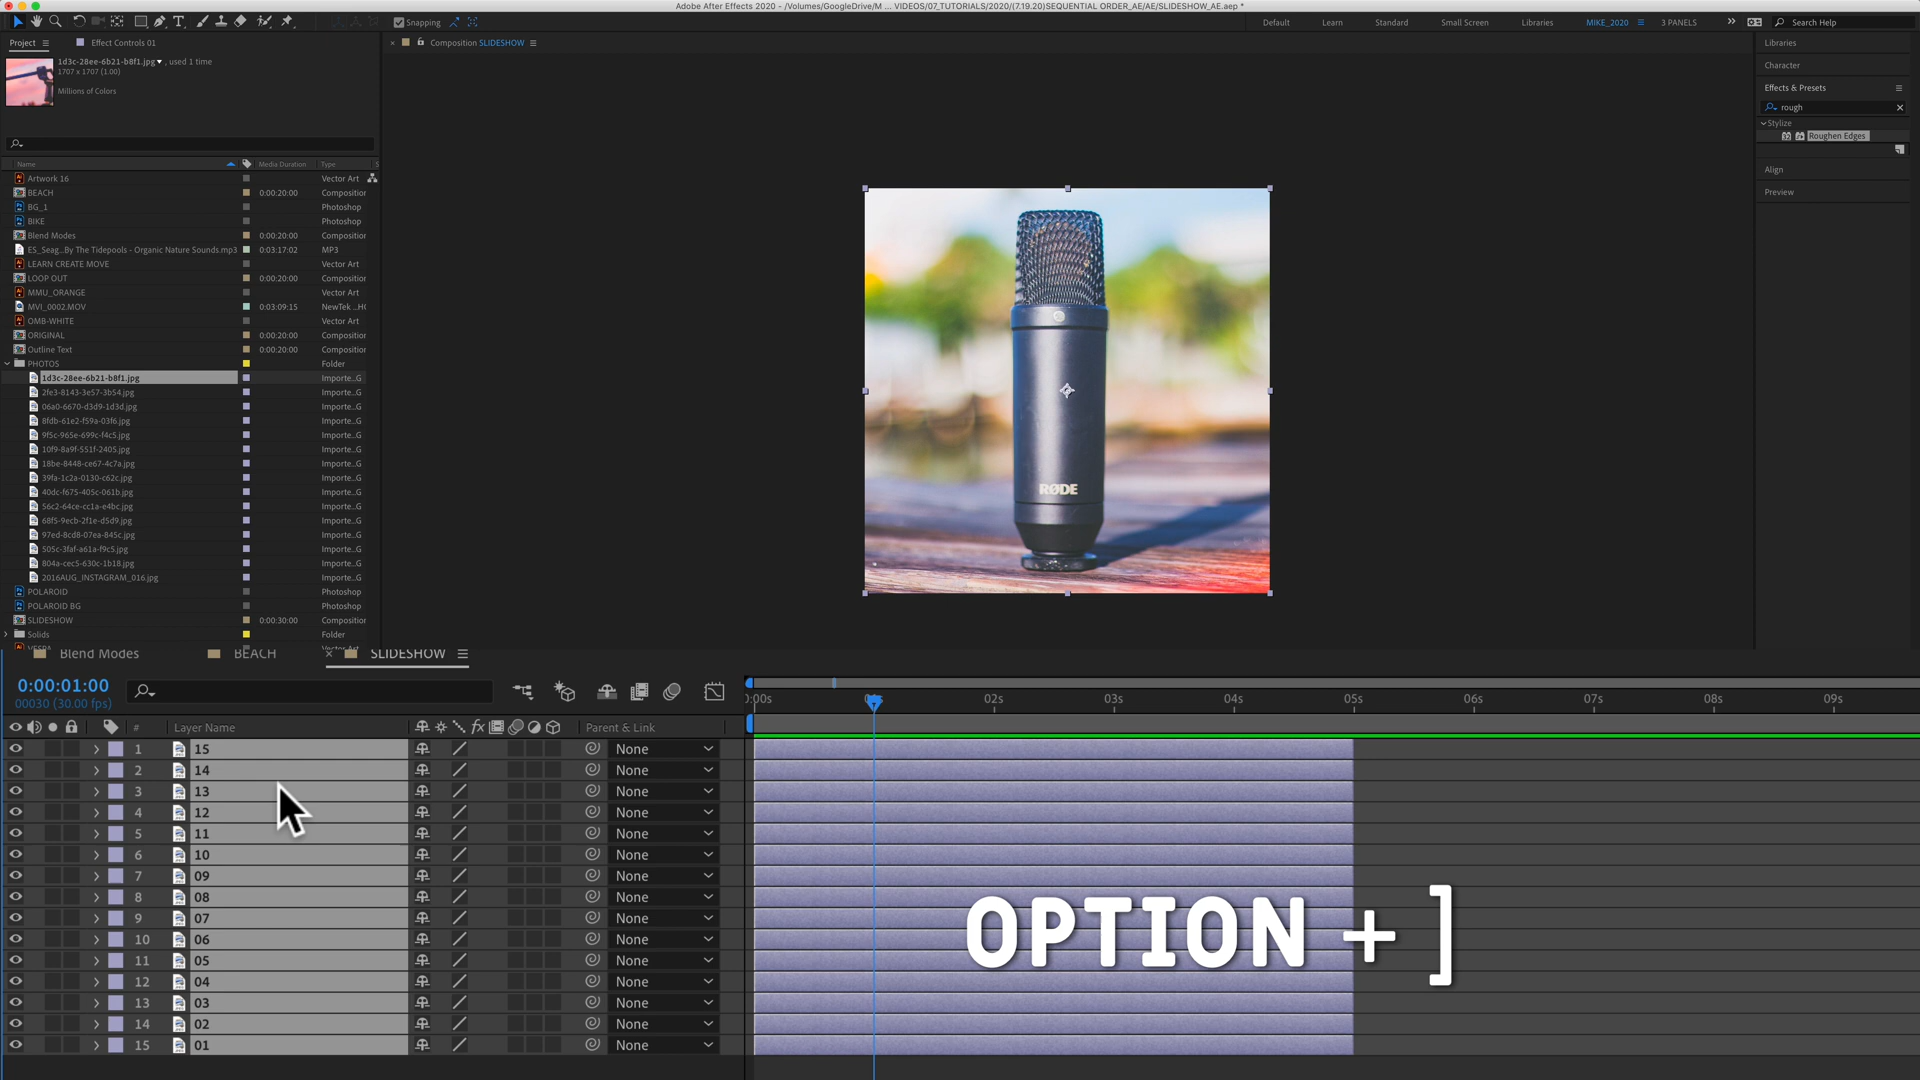 Adobe After Effects 2020 - /Volumes/GoogleDrive/M ... VIDEOS/07_TUTORIALS/2020/(7.19.20)SEQUENTIAL ORDER_AE/AE/SLIDESHOW_AE.aep *
Snapping
Default Learn Standard Small Screen Libraries MIKE_2020 3 PANELS Search Help
Project Effect Controls 01
Composition SLIDESHOW
Libraries
1d3c-28ee-6b21-b8f1.jpg , used 1 time
1707 x 1707 (1.00)
Millions of Colors
Character
Effects & Presets
rough
Stylize
32 Roughen Edges
Align
Preview
Name Media Duration Type S
Artwork 16 Vector Art
BEACH 0:00:20:00 Composition
BG_1 Photoshop
BIKE Photoshop
Blend Modes 0:00:20:00 Composition
ES_Seag...By The Tidepools - Organic Nature Sounds.mp3 0:03:17:02 MP3
LEARN CREATE MOVE Vector Art
LOOP OUT 0:00:20:00 Composition
MMU_ORANGE Vector Art
MVI_0002.MOV 0:03:09:15 NewTek ...HC
OMB-WHITE Vector Art
ORIGINAL 0:00:20:00 Composition
Outline Text 0:00:20:00 Composition
PHOTOS Folder
1d3c-28ee-6b21-b8f1.jpg Importe...G
2fe3-8143-3e57-3b54.jpg Importe...G
06a0-6670-d3d9-1d3d.jpg Importe...G
8fdb-61e2-f59a-03f6.jpg Importe...G
9f5c-965e-699c-f4c5.jpg Importe...G
10f9-8a9f-551f-2405.jpg Importe...G
18be-8448-ce67-4c7a.jpg Importe...G
39fa-1c2a-0130-c62c.jpg Importe...G
40dc-f675-405c-061b.jpg Importe...G
56c2-64ce-cc1a-e4bc.jpg Importe...G
68f5-9ecb-2f1e-d5d9.jpg Importe...G
97ed-8cd8-07ea-845c.jpg Importe...G
505c-3faf-a61a-f9c5.jpg Importe...G
804a-cec5-630c-1b18.jpg Importe...G
2016AUG_INSTAGRAM_016.jpg Importe...G
POLAROID Photoshop
POLAROID BG Photoshop
SLIDESHOW 0:00:30:00 Composition
Solids Folder
RØDE
Blend Modes BEACH SLIDESHOW
0:00:01:00
00030 (30.00 fps)
0:00s 02s 03s 04s 05s 06s 07s 08s 09s
# Layer Name fx Parent & Link
1 15 None
2 14 None
3 13 None
4 12 None
5 11 None
6 10 None
7 09 None
8 08 None
9 07 None
10 06 None
11 05 None
12 04 None
13 03 None
14 02 None
15 01 None
OPTION + ]